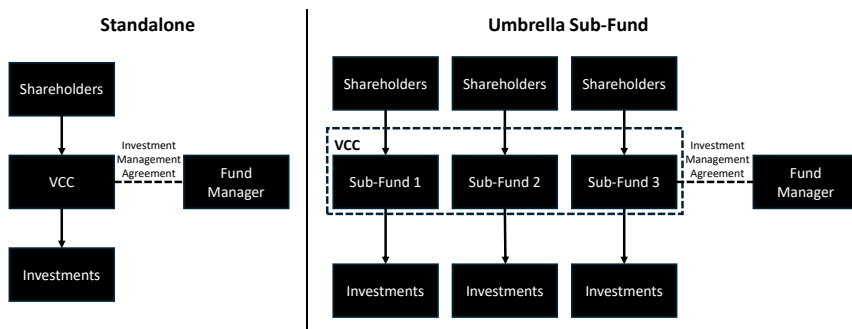 Standalone
Shareholders
Investment
Management
Agreement
VCC
Fund
Manager
Investments
Umbrella Sub-Fund
Shareholders
Shareholders
Shareholders
VCC
Sub-Fund 1
Sub-Fund 2
Sub-Fund 3
Investment
Management
Agreement
Fund
Manager
Investments
Investments
Investments